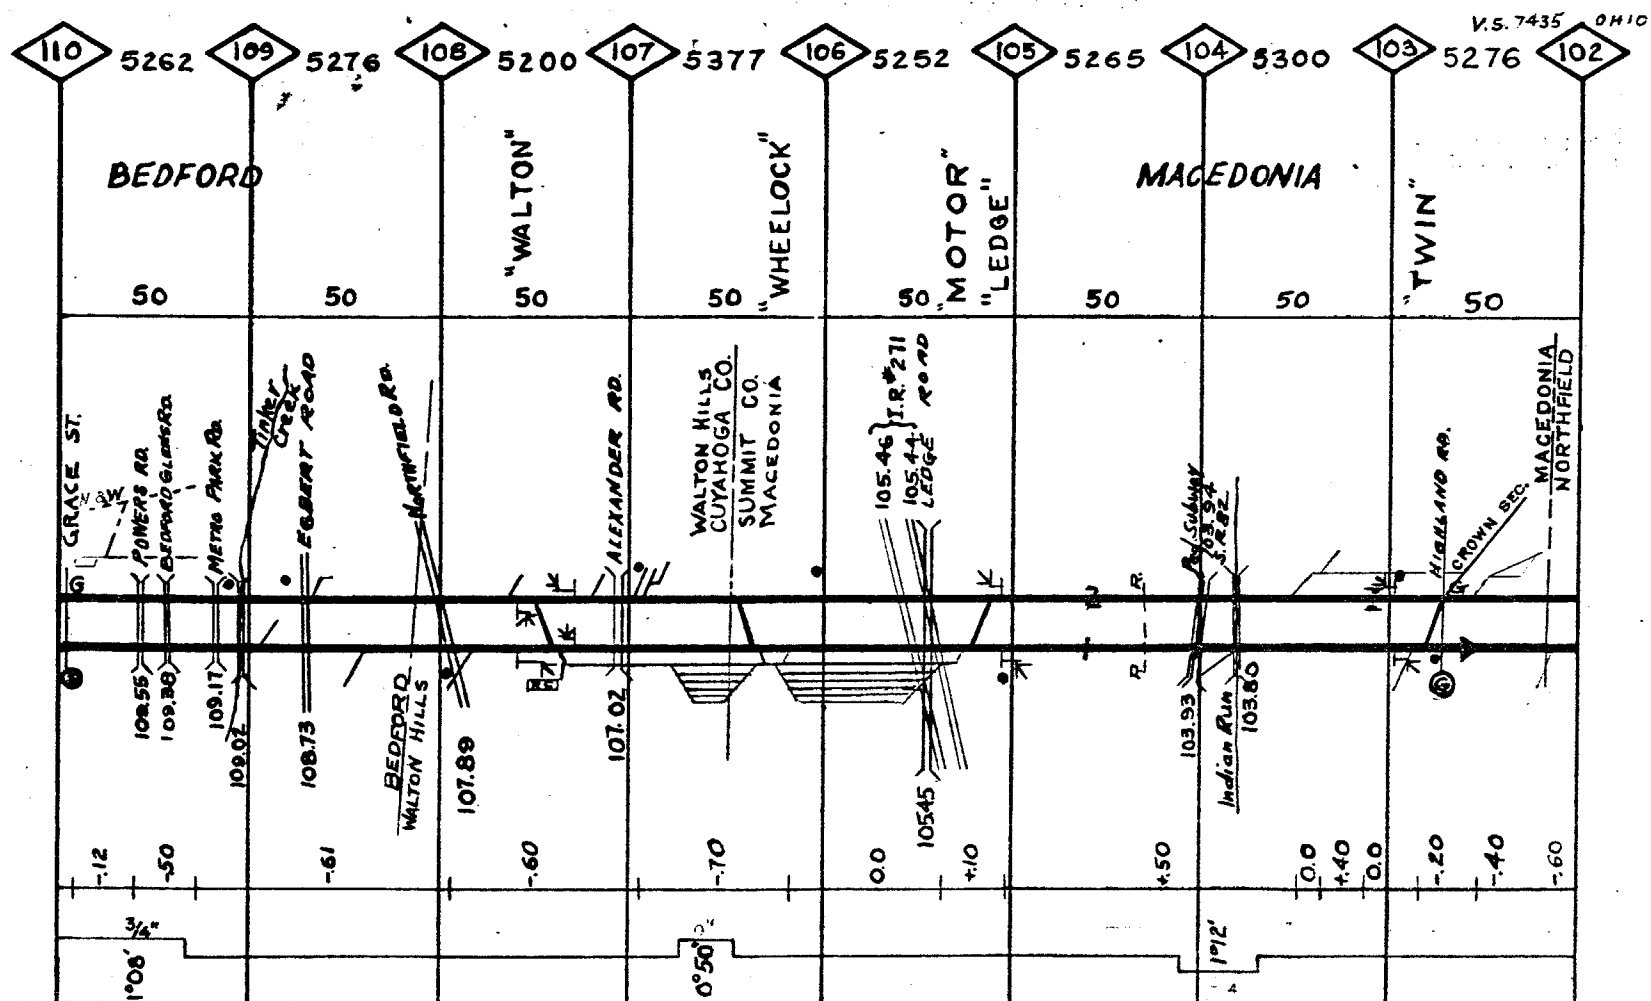 V.S. 7435 OHIO
110 5262 109 5276 108 5200 107 5377 106 5252 105 5265 104 5300 103 5276 102
BEDFORD
"WALTON"
"WHEELOCK"
"MOTOR"
"LEDGE"
MACEDONIA
"TWIN"
50 50 50 50 50 50 50 50
GRACE ST.
N&W
POWERS RD.
BEDFORD GLENS RD.
METRO PARK RD.
Tinker
Creek
EGBERT ROAD
NORTHFIELD RD.
ALEXANDER RD.
WALTON HILLS
CUYAHOGA CO.
SUMMIT CO.
MACEDONIA
105.46 } I.R.#271
105.44
LEDGE ROAD
Rd/Subway
103.94
S.R.82
HIGHLAND RD.
CROWN SEC.
MACEDONIA
NORTHFIELD
G
R.
R.
G
109.55
109.38
109.17
109.02
108.73
BEDFORD
WALTON HILLS
107.89
107.02
105.45
103.93
Indian Run
103.80
-.12 -.50 -.61 -.60 -.70 0.0 +.10 +.50 0.0 +.40 0.0 -.20 -.40 -.60
3/4"
1°08'
0°50'
1°12'